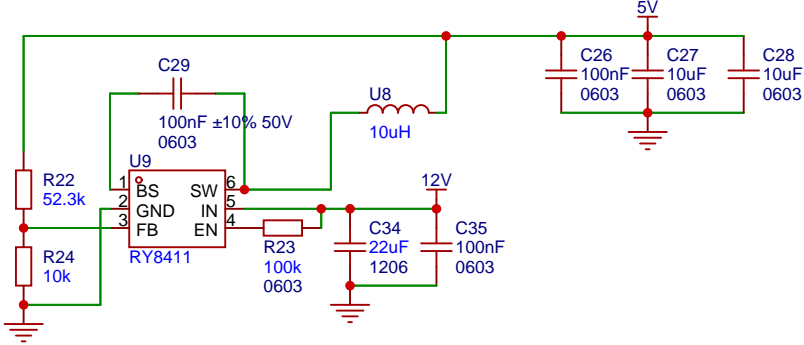 5V
C29
100nF ±10% 50V
0603
U8
10uH
C26
100nF
0603
C27
10uF
0603
C28
10uF
0603
U9
1
BS
SW
6
2
GND
IN
5
3
FB
EN
4
RY8411
R22
52.3k
R24
10k
12V
R23
100k
0603
C34
22uF
1206
C35
100nF
0603